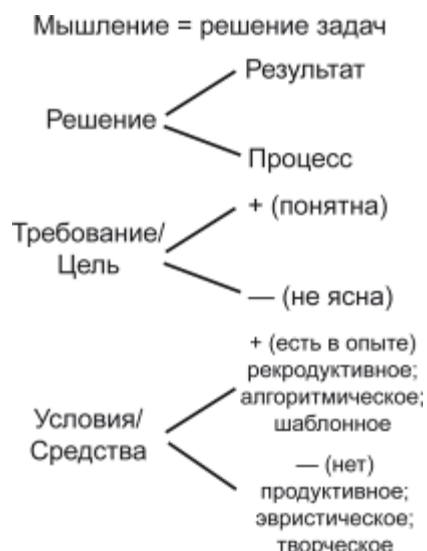 Мышление = решение задач
Результат
Решение
Процесс
+ (понятна)
Требование/
Цель
— (не ясна)
+ (есть в опыте)
рекродуктивное;
алгоритмическое;
шаблонное
Условия/
Средства
— (нет)
продуктивное;
эвристическое;
творческое